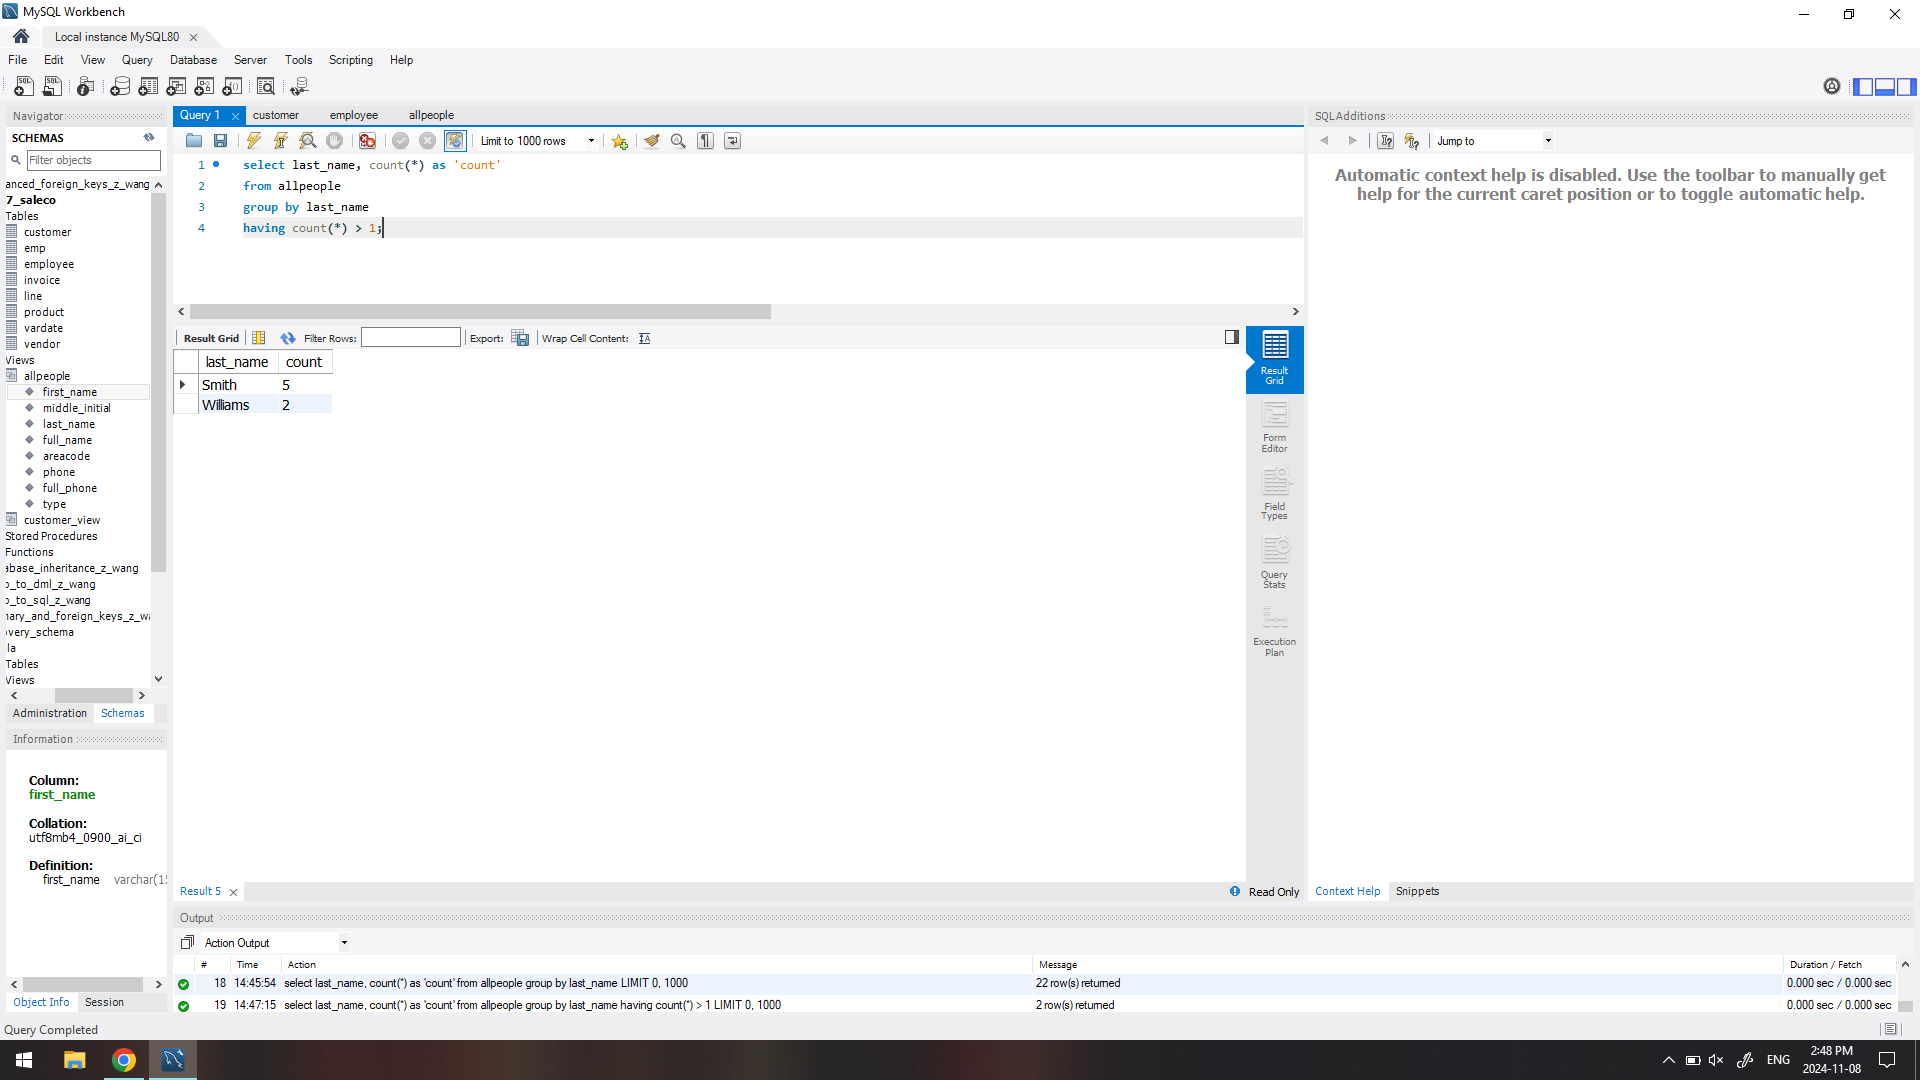 MySQL Workbench
Local instance MySQL80
File Edit View Query Database Server Tools Scripting Help
Navigator
SCHEMAS
Filter objects
anced_foreign_keys_z_wang
7_saleco
Tables
customer
emp
employee
invoice
line
product
vardate
vendor
Views
allpeople
first_name
middle_initial
last_name
full_name
areacode
phone
full_phone
type
customer_view
Stored Procedures
Functions
abase_inheritance_z_wang
o_to_dml_z_wang
o_to_sql_z_wang
nary_and_foreign_keys_z_wa
overy_schema
la
Tables
Views
Administration Schemas
Information
Column:
first_name
Collation:
utf8mb4_0900_ai_ci
Definition:
first_name varchar(15
Object Info Session
Query Completed
Query 1 customer employee allpeople
Limit to 1000 rows
1 select last_name, count(*) as 'count'
2 from allpeople
3 group by last_name
4 having count(*) > 1;
Result Grid Filter Rows: Export: Wrap Cell Content:
last_name count
Smith 5
Williams 2
Result Grid
Form Editor
Field Types
Query Stats
Execution Plan
Result 5 Read Only
SQLAdditions
Jump to
Automatic context help is disabled. Use the toolbar to manually get
help for the current caret position or to toggle automatic help.
Context Help Snippets
Output
Action Output
# Time Action Message Duration / Fetch
18 14:45:54 select last_name, count(*) as 'count' from allpeople group by last_name LIMIT 0, 1000 22 row(s) returned 0.000 sec / 0.000 sec
19 14:47:15 select last_name, count(*) as 'count' from allpeople group by last_name having count(*) > 1 LIMIT 0, 1000 2 row(s) returned 0.000 sec / 0.000 sec
ENG
2:48 PM
2024-11-08